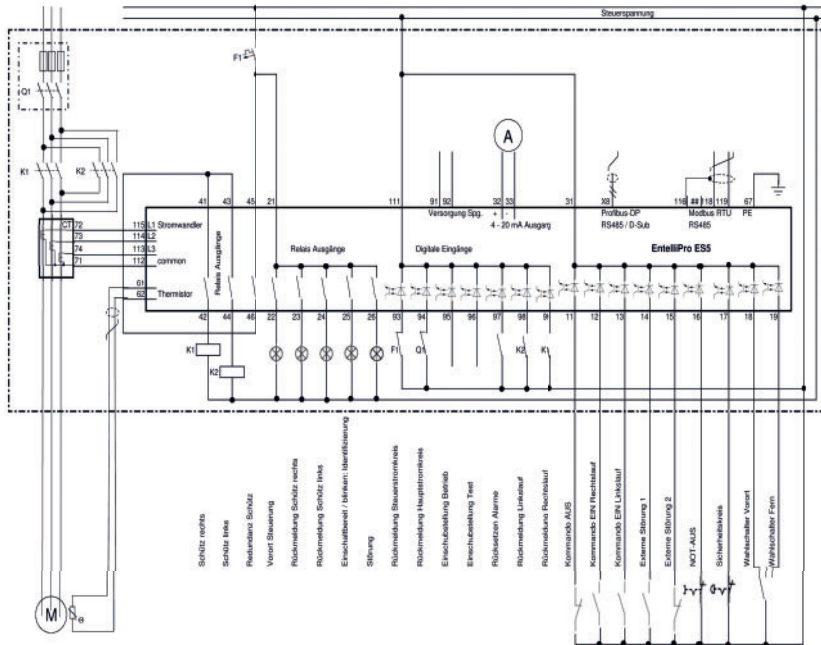 Steuerspannung
F1
Q1
A
K1
K2
41 43 45 21 111 91 92 32 33 31 X8 116 ## 118 119 67
Versorgung Spg. + -
4 - 20 mA Ausgarg
Profibus-DP
RS485 / D-Sub
Modbus RTU
RS485
PE
CT 72 115 L1 Stromwandler
73 114 L2
74 113 L3
71 112 common
61
62 Thermistor
Relais Ausgänge
Relais Ausgänge
Digitale Eingänge
EntelliPro ES5
42 44 46 22 23 24 25 26 93 94 95 96 97 98 9 11 12 13 14 15 16 17 18 19
K1
K2
F1
Q1
K2
K1
Schütz rechts
Schütz links
Redundanz Schütz
Vorort Steuerung
Rückmeldung Schütz rechts
Rückmeldung Schütz links
Einschaltbereit / blinken: Identifizierung
Störung
Rückmeldung Steuerstromkreis
Rückmeldung Hauptstromkreis
Einschubstellung Betrieb
Einschubstellung Test
Rücksetzen Alarme
Rückmeldung Linkslauf
Rückmeldung Rechtslauf
Kommando AUS
Kommando EIN Rechtslauf
Kommando EIN Linkslauf
Externe Störung 1
Externe Störung 2
NOT-AUS
Sicherheitskreis
Wahlschalter Vorort
Wahlschalter Fern
M
ϑ